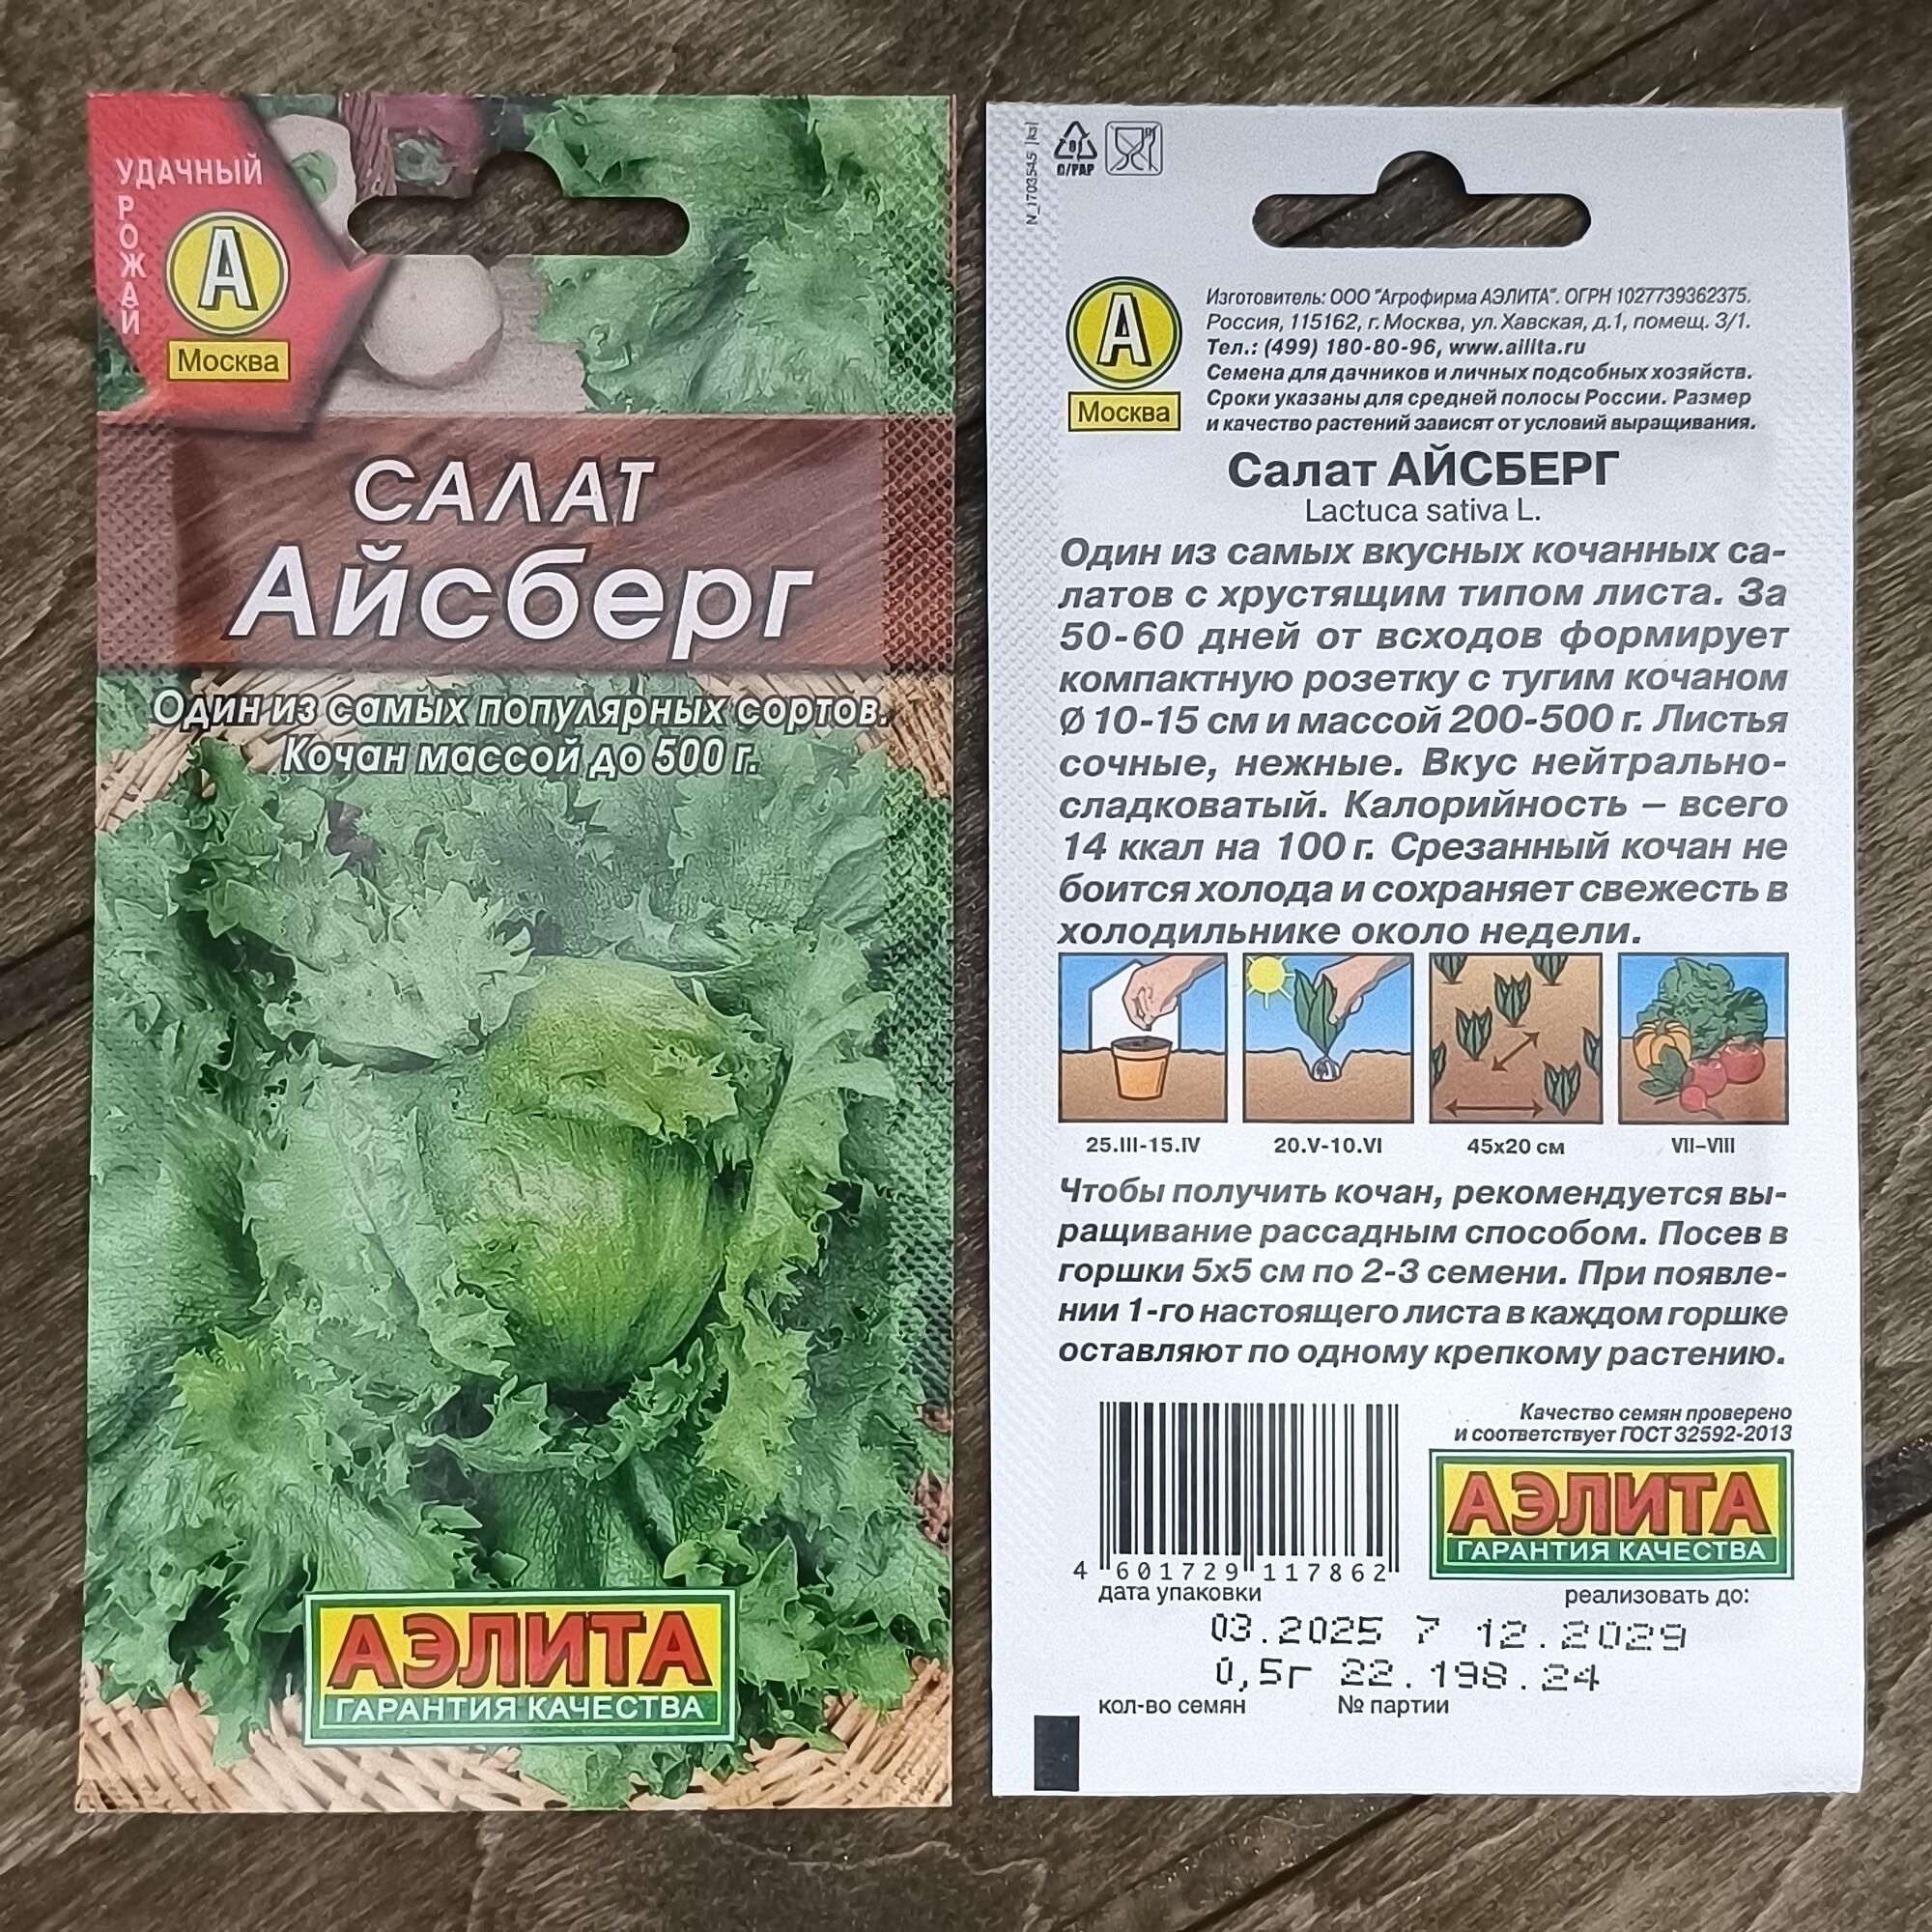 УДАЧНЫЙ
УРОЖАЙ
А
Москва
САЛАТ
Айсберг
Один из самых популярных сортов.
Кочан массой до 500 г.
АЭЛИТА
ГАРАНТИЯ КАЧЕСТВА
N_1703545 |ks|
0/PAP
А
Москва
Изготовитель: ООО "Агрофирма АЭЛИТА". ОГРН 1027739362375.
Россия, 115162, г. Москва, ул. Хавская, д.1, помещ. 3/1.
Тел.: (499) 180-80-96, www.ailita.ru
Семена для дачников и личных подсобных хозяйств.
Сроки указаны для средней полосы России. Размер
и качество растений зависят от условий выращивания.
Салат АЙСБЕРГ
Lactuca sativa L.
Один из самых вкусных кочанных са-
латов с хрустящим типом листа. За
50-60 дней от всходов формирует
компактную розетку с тугим кочаном
Ø 10-15 см и массой 200-500 г. Листья
сочные, нежные. Вкус нейтрально-
сладковатый. Калорийность – всего
14 ккал на 100 г. Срезанный кочан не
боится холода и сохраняет свежесть в
холодильнике около недели.
25.III-15.IV 20.V-10.VI 45х20 см VII–VIII
Чтобы получить кочан, рекомендуется вы-
ращивание рассадным способом. Посев в
горшки 5х5 см по 2-3 семени. При появле-
нии 1-го настоящего листа в каждом горшке
оставляют по одному крепкому растению.
Качество семян проверено
и соответствует ГОСТ 32592-2013
АЭЛИТА
ГАРАНТИЯ КАЧЕСТВА
4 601729 117862
дата упаковки реализовать до:
03.2025 7 12.2029
0,5г 22.198.24
кол-во семян № партии